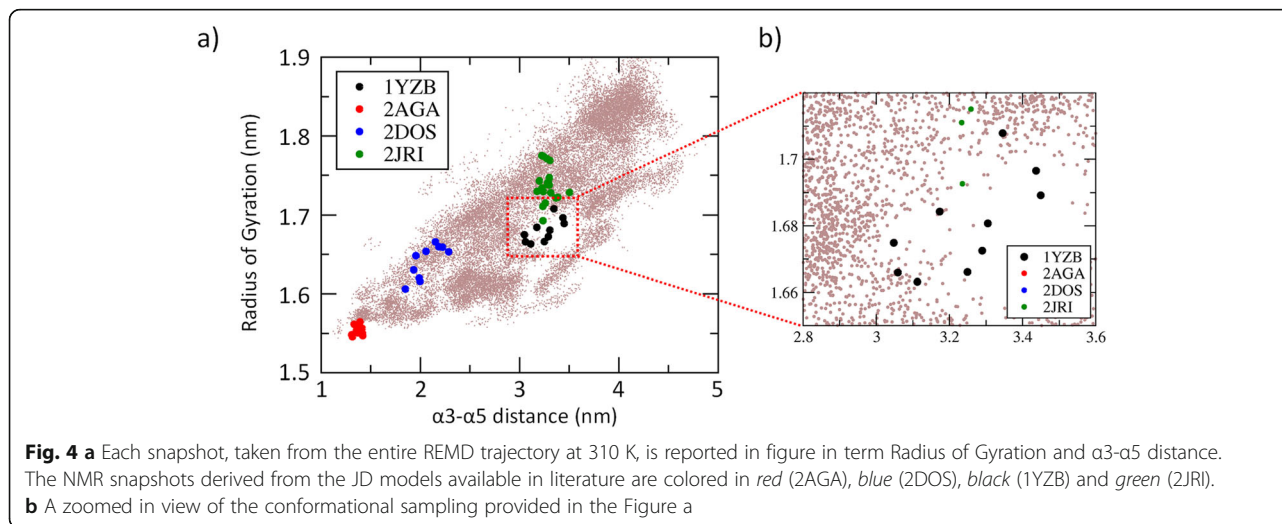 a)
b)
1.9
1.8
1.7
1.6
1.5
Radius of Gyration (nm)
1YZB
2AGA
2DOS
2JRI
1
2
3
4
5
α3-α5 distance (nm)
1.7
1.68
1.66
2.8
3
3.2
3.4
3.6
1YZB
2AGA
2DOS
2JRI
Fig. 4 a Each snapshot, taken from the entire REMD trajectory at 310 K, is reported in figure in term Radius of Gyration and α3-α5 distance.
The NMR snapshots derived from the JD models available in literature are colored in red (2AGA), blue (2DOS), black (1YZB) and green (2JRI).
b A zoomed in view of the conformational sampling provided in the Figure a